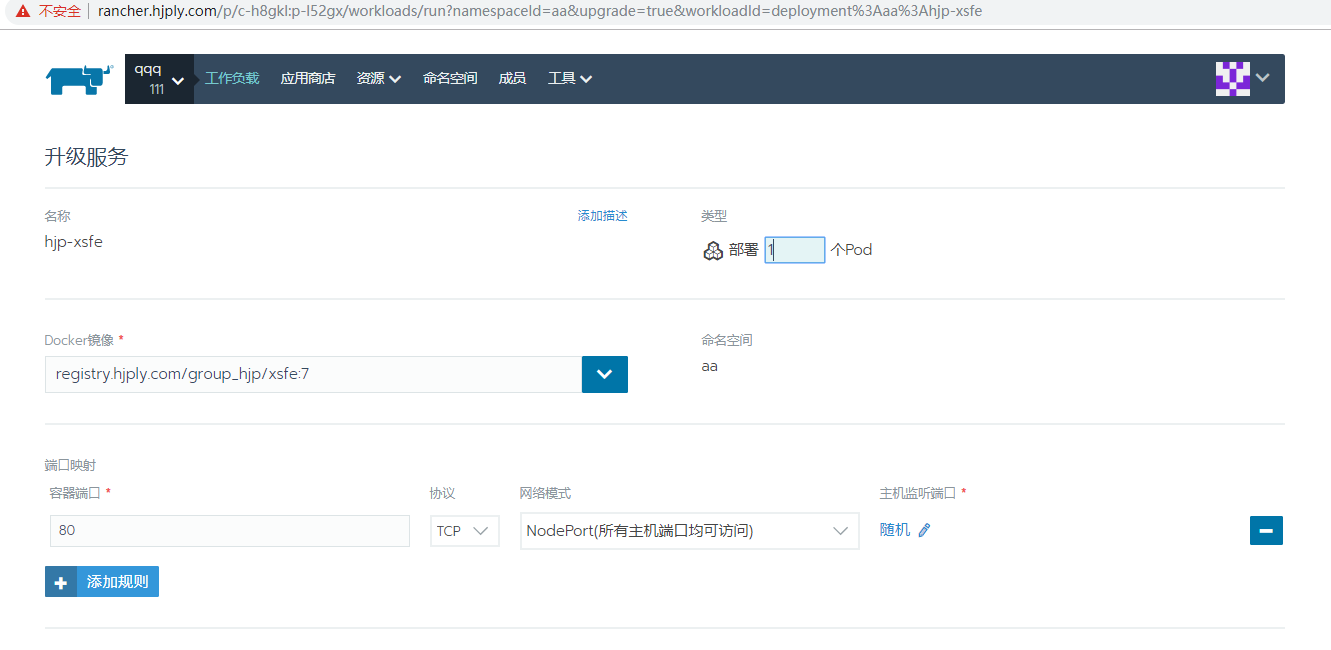 不安全 rancher.hjply.com/p/c-h8gkl:p-l52gx/workloads/run?namespaceId=aa&upgrade=true&workloadId=deployment%3Aaa%3Ahjp-xsfe
qqq
111
工作负载 应用商店 资源 命名空间 成员 工具
升级服务
名称 添加描述 类型
hjp-xsfe
部署 1 个Pod
Docker镜像 * 命名空间
registry.hjply.com/group_hjp/xsfe:7 aa
端口映射
容器端口 * 协议 网络模式 主机监听端口 *
80 TCP NodePort(所有主机端口均可访问) 随机
添加规则